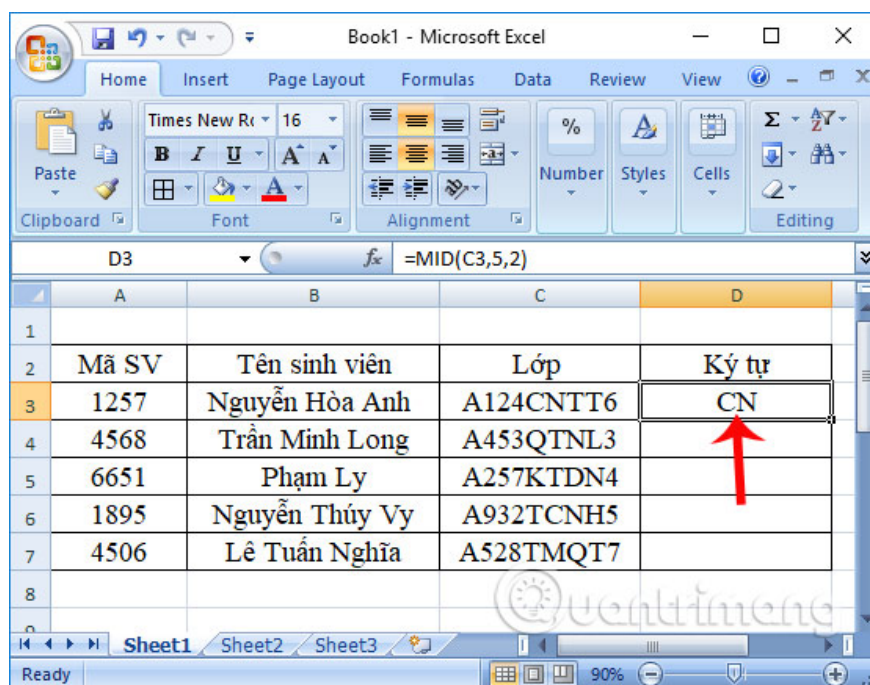 Book1 - Microsoft Excel
Home Insert Page Layout Formulas Data Review View
Times New Ro 16
Paste B I U A A % Number Styles Cells Σ
Clipboard Font Alignment Editing
D3 fx =MID(C3,5,2)
A B C D
1
2 Mã SV Tên sinh viên Lớp Ký tự
3 1257 Nguyễn Hòa Anh A124CNTT6 CN
4 4568 Trần Minh Long A453QTNL3
5 6651 Phạm Ly A257KTDN4
6 1895 Nguyễn Thúy Vy A932TCNH5
7 4506 Lê Tuấn Nghĩa A528TMQT7
8
Quantrimang
Sheet1 Sheet2 Sheet3
Ready 90%